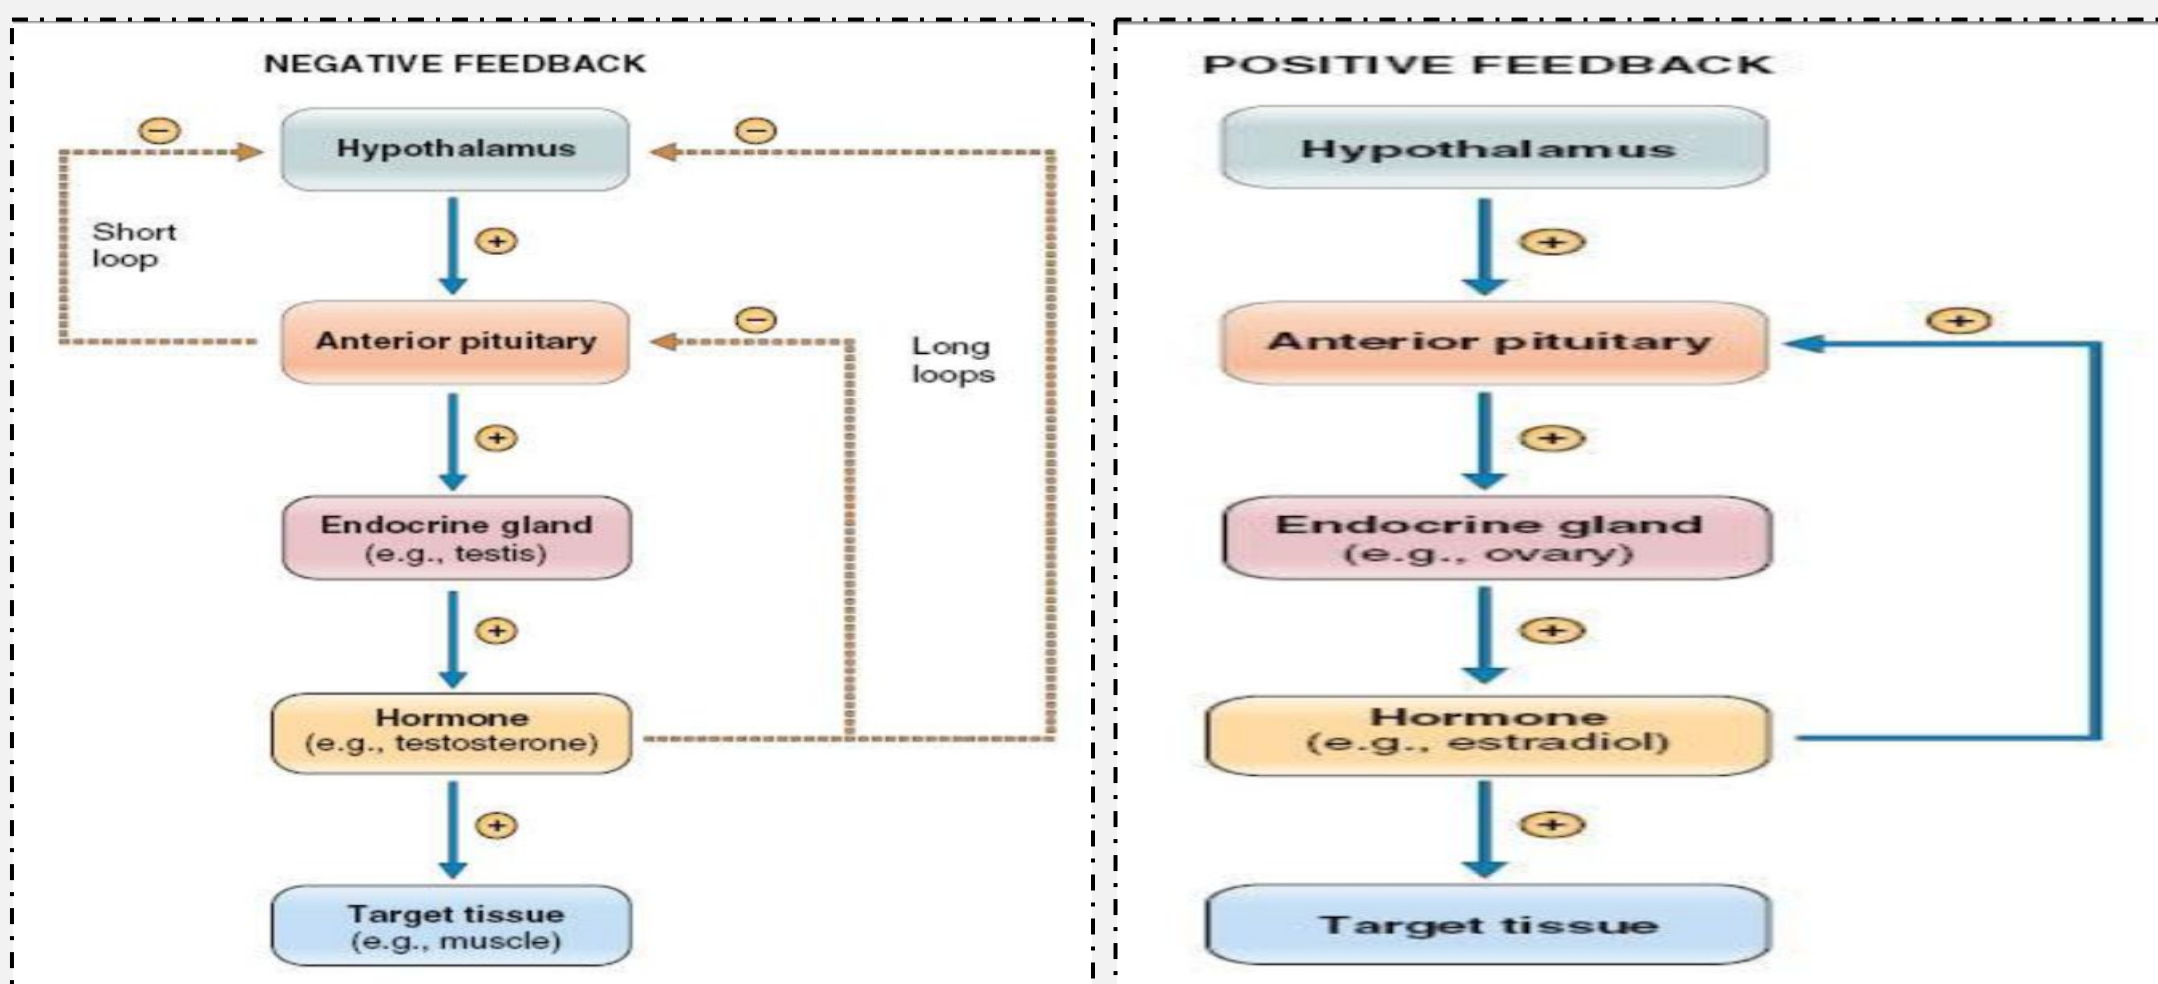 NEGATIVE FEEDBACK
−
−
Hypothalamus
+
Short
loop
−
Anterior pituitary
Long
loops
+
Endocrine gland
(e.g., testis)
+
Hormone
(e.g., testosterone)
+
Target tissue
(e.g., muscle)
POSITIVE FEEDBACK
Hypothalamus
+
+
Anterior pituitary
+
Endocrine gland
(e.g., ovary)
+
Hormone
(e.g., estradiol)
+
Target tissue